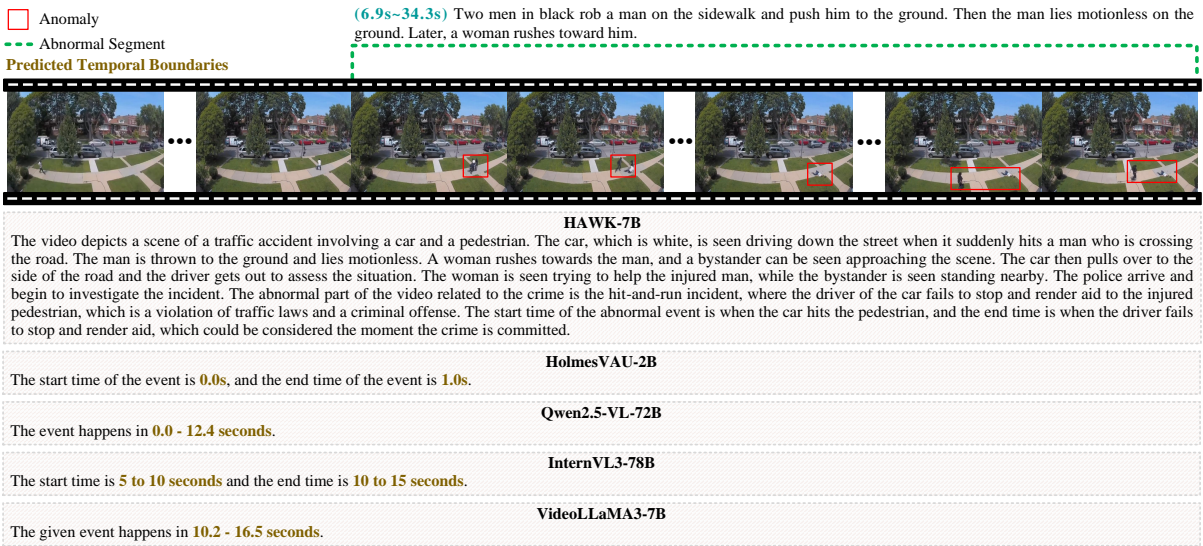 Anomaly
Abnormal Segment
Predicted Temporal Boundaries
(6.9s~34.3s) Two men in black rob a man on the sidewalk and push him to the ground. Then the man lies motionless on the
ground. Later, a woman rushes toward him.
HAWK-7B
The video depicts a scene of a traffic accident involving a car and a pedestrian. The car, which is white, is seen driving down the street when it suddenly hits a man who is crossing
the road. The man is thrown to the ground and lies motionless. A woman rushes towards the man, and a bystander can be seen approaching the scene. The car then pulls over to the
side of the road and the driver gets out to assess the situation. The woman is seen trying to help the injured man, while the bystander is seen standing nearby. The police arrive and
begin to investigate the incident. The abnormal part of the video related to the crime is the hit-and-run incident, where the driver of the car fails to stop and render aid to the injured
pedestrian, which is a violation of traffic laws and a criminal offense. The start time of the abnormal event is when the car hits the pedestrian, and the end time is when the driver fails
to stop and render aid, which could be considered the moment the crime is committed.
HolmesVAU-2B
The start time of the event is 0.0s, and the end time of the event is 1.0s.
Qwen2.5-VL-72B
The event happens in 0.0 - 12.4 seconds.
InternVL3-78B
The start time is 5 to 10 seconds and the end time is 10 to 15 seconds.
VideoLLaMA3-7B
The given event happens in 10.2 - 16.5 seconds.